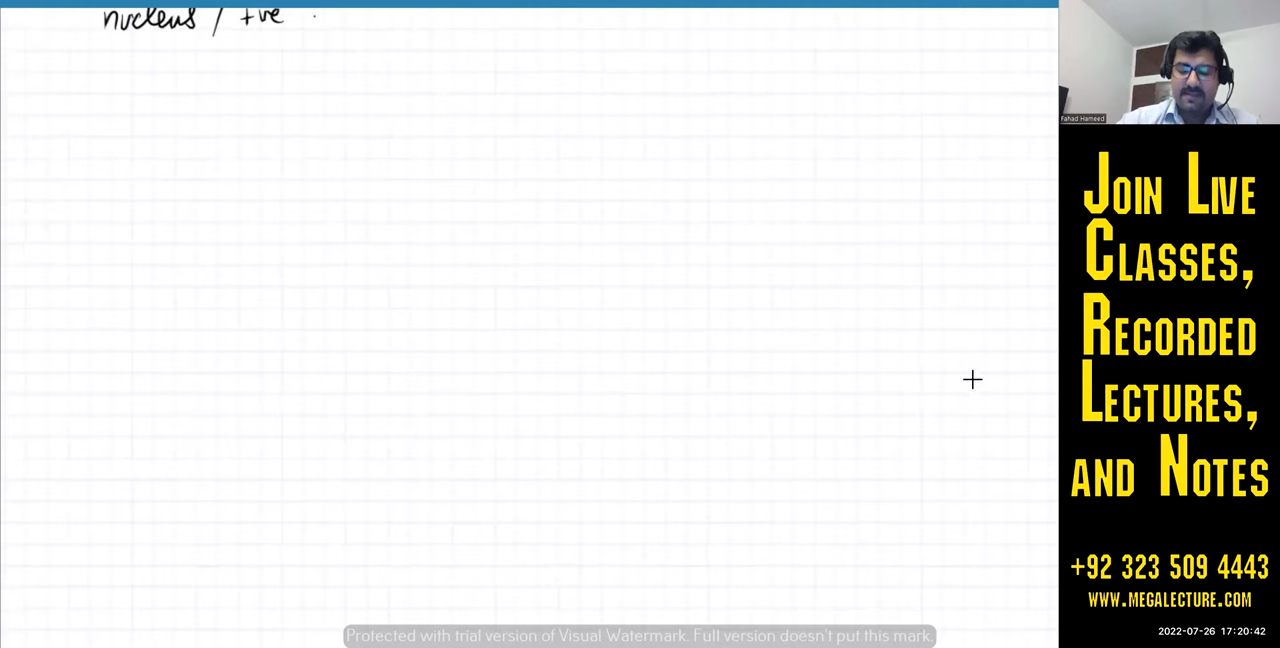 nucleus / +ve .
Fahad Hameed
JOIN LIVE
CLASSES,
RECORDED
LECTURES,
AND NOTES
+92 323 509 4443
WWW.MEGALECTURE.COM
2022-07-26 17:20:42
Protected with trial version of Visual Watermark. Full version doesn't put this mark.